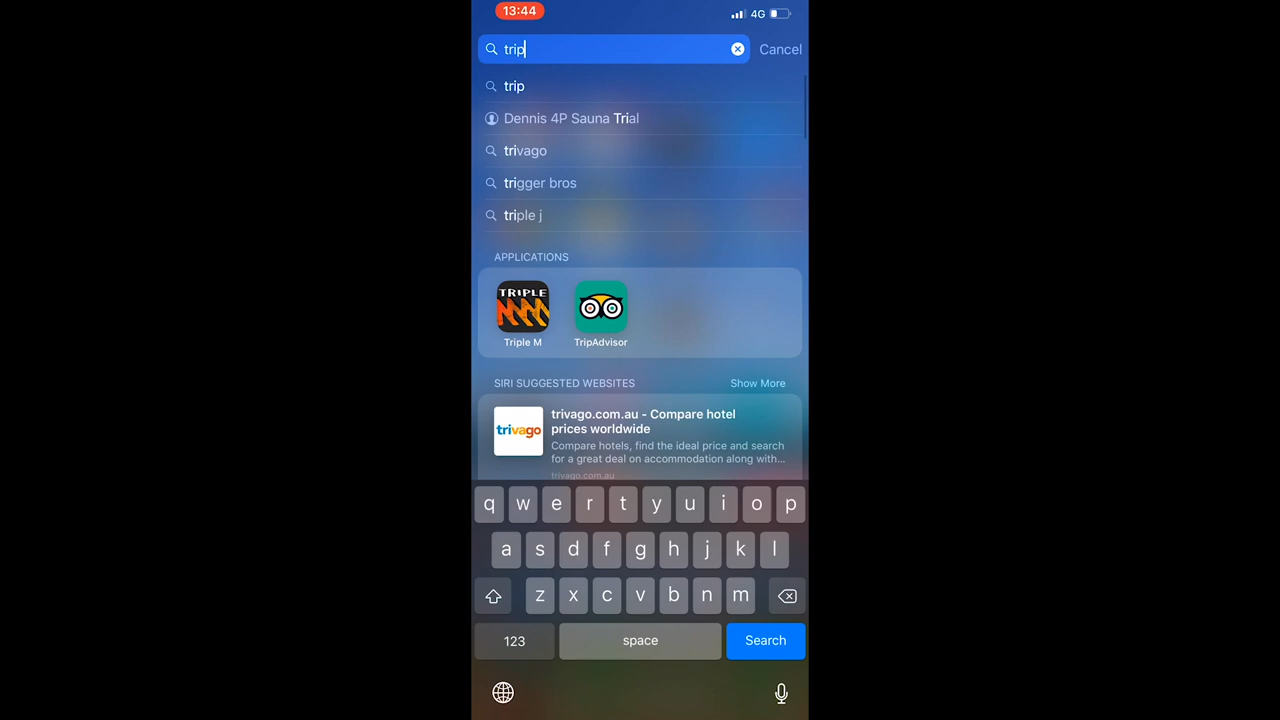 13:44
4G
trip
Cancel
trip
Dennis 4P Sauna Trial
trivago
trigger bros
triple j
APPLICATIONS
TRIPLE
Triple M
TripAdvisor
SIRI SUGGESTED WEBSITES
Show More
trivago
trivago.com.au - Compare hotel
prices worldwide
Compare hotels, find the ideal price and search
for a great deal on accommodation along with...
trivago.com.au
q w e r t y u i o p
a s d f g h j k l
z x c v b n m
123
space
Search